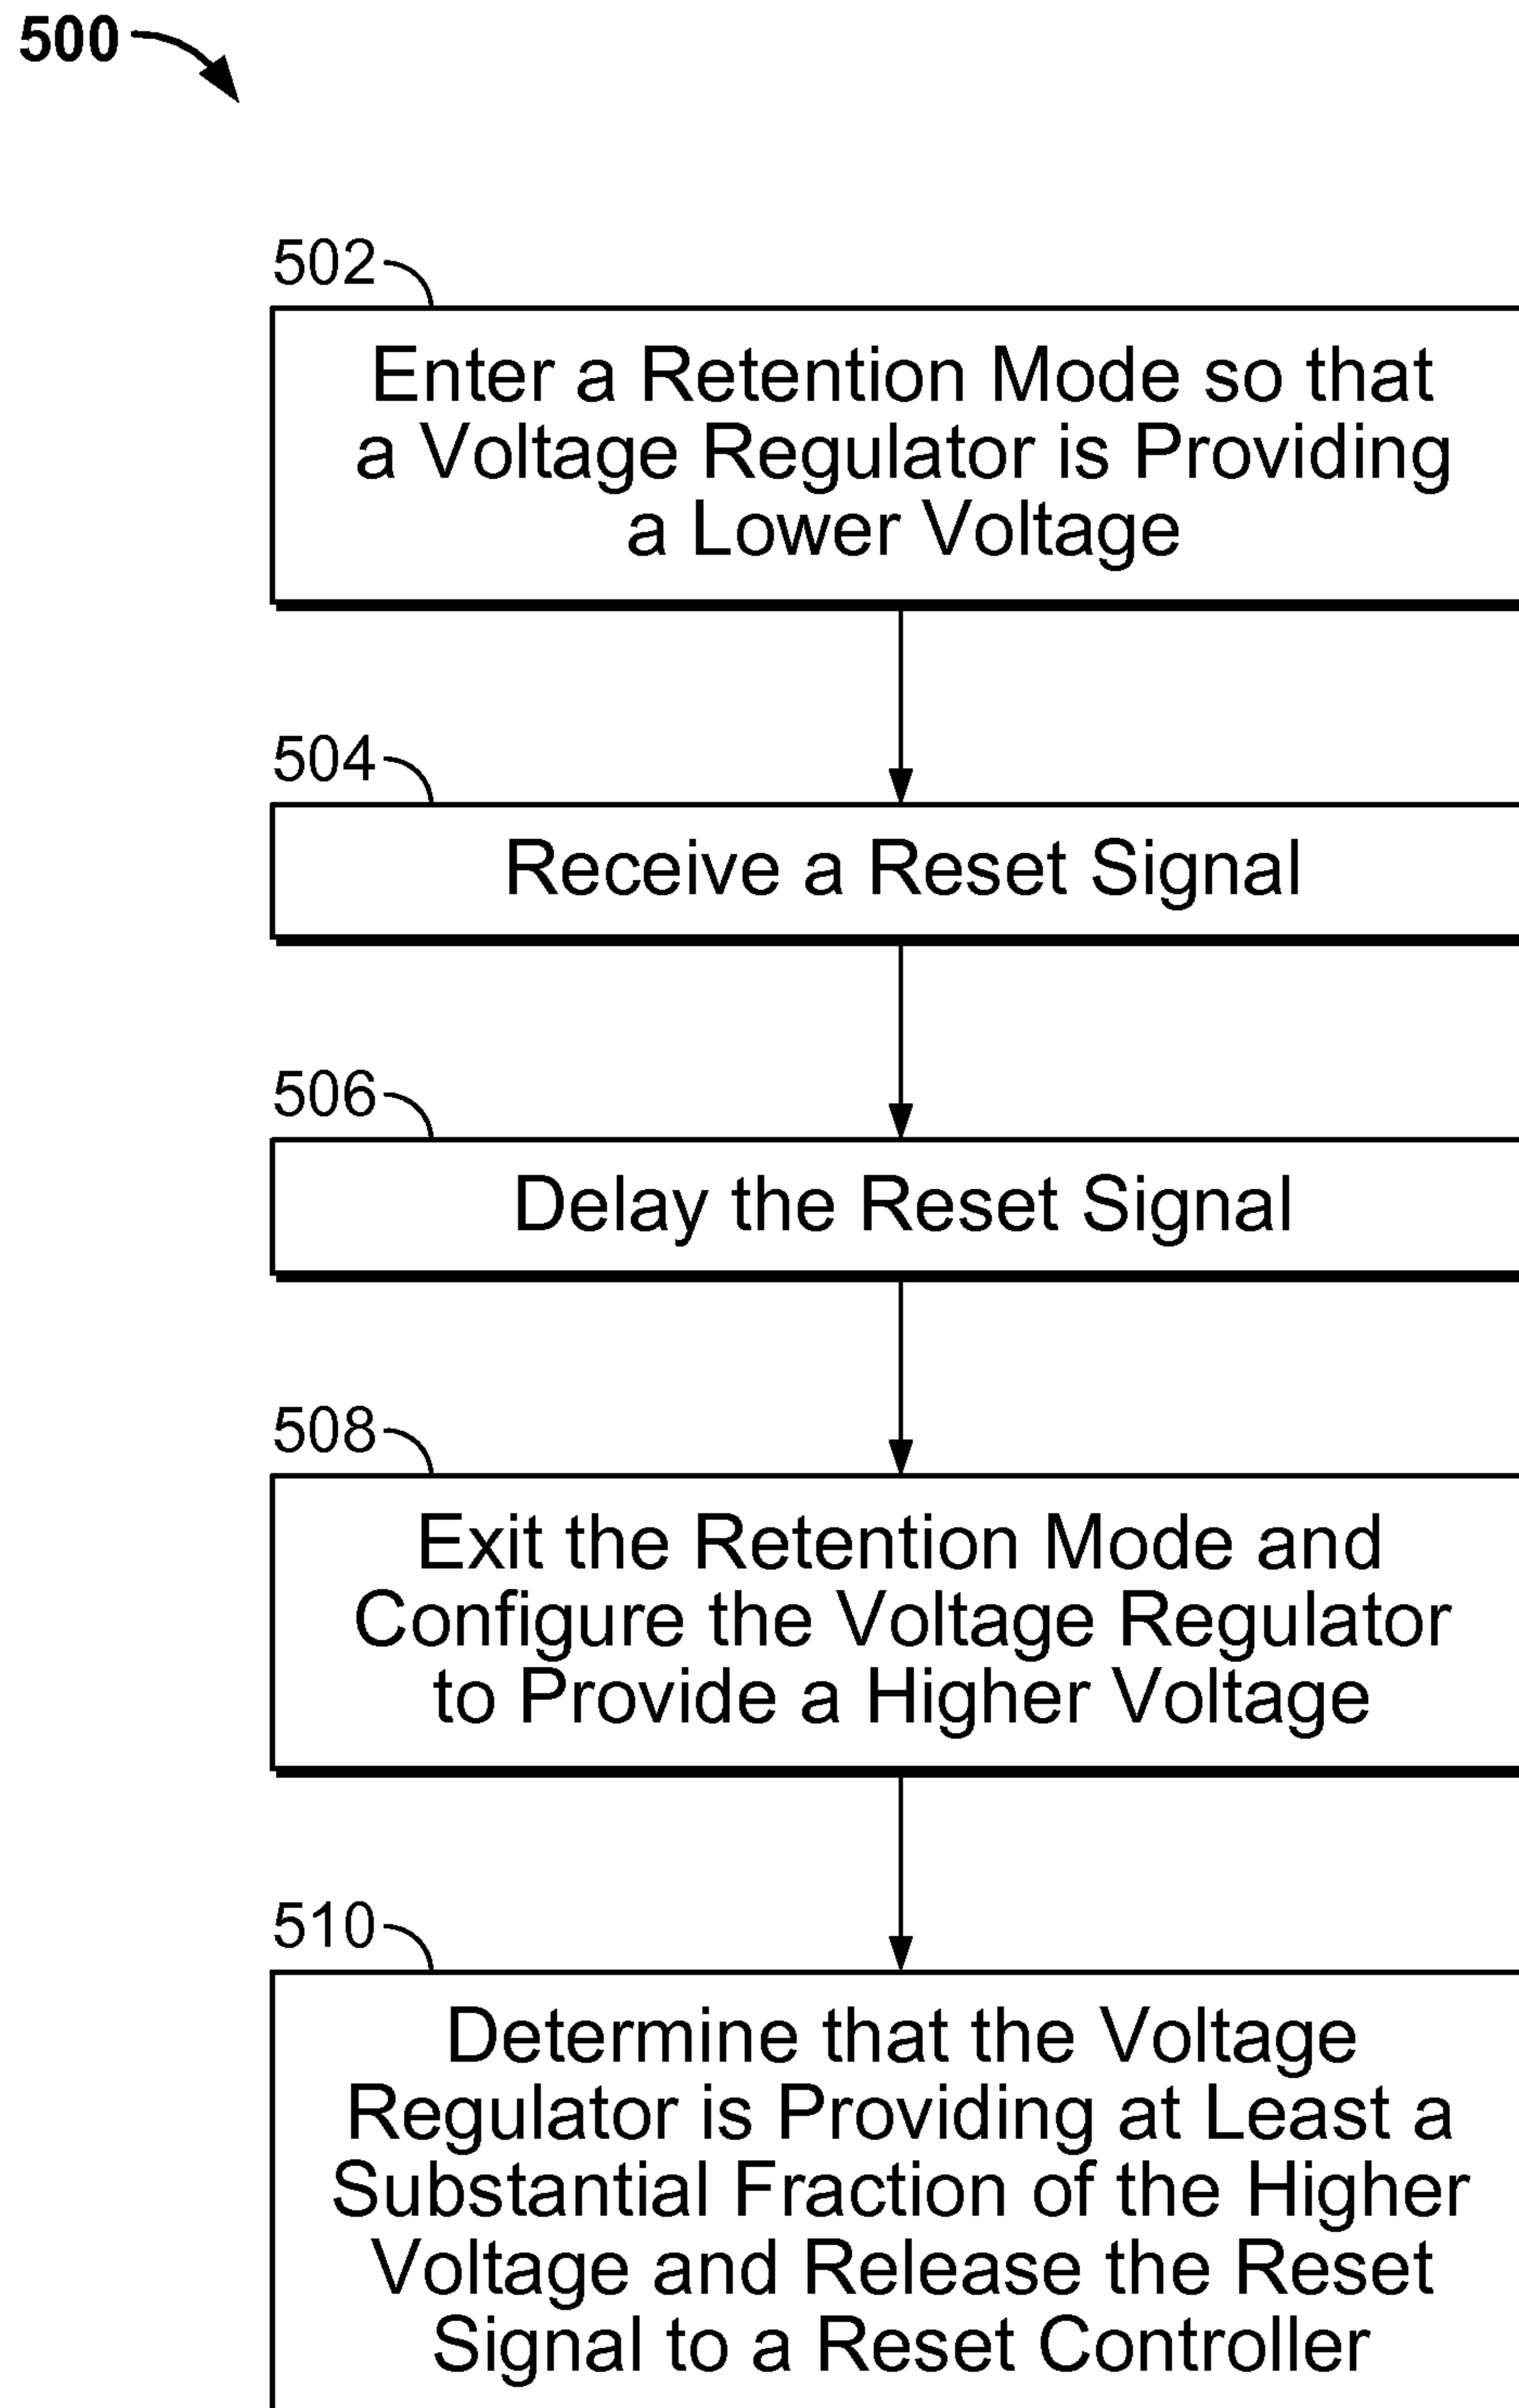 500
502
Enter a Retention Mode so that
a Voltage Regulator is Providing
a Lower Voltage
504
Receive a Reset Signal
506
Delay the Reset Signal
508
Exit the Retention Mode and
Configure the Voltage Regulator
to Provide a Higher Voltage
510
Determine that the Voltage
Regulator is Providing at Least a
Substantial Fraction of the Higher
Voltage and Release the Reset
Signal to a Reset Controller